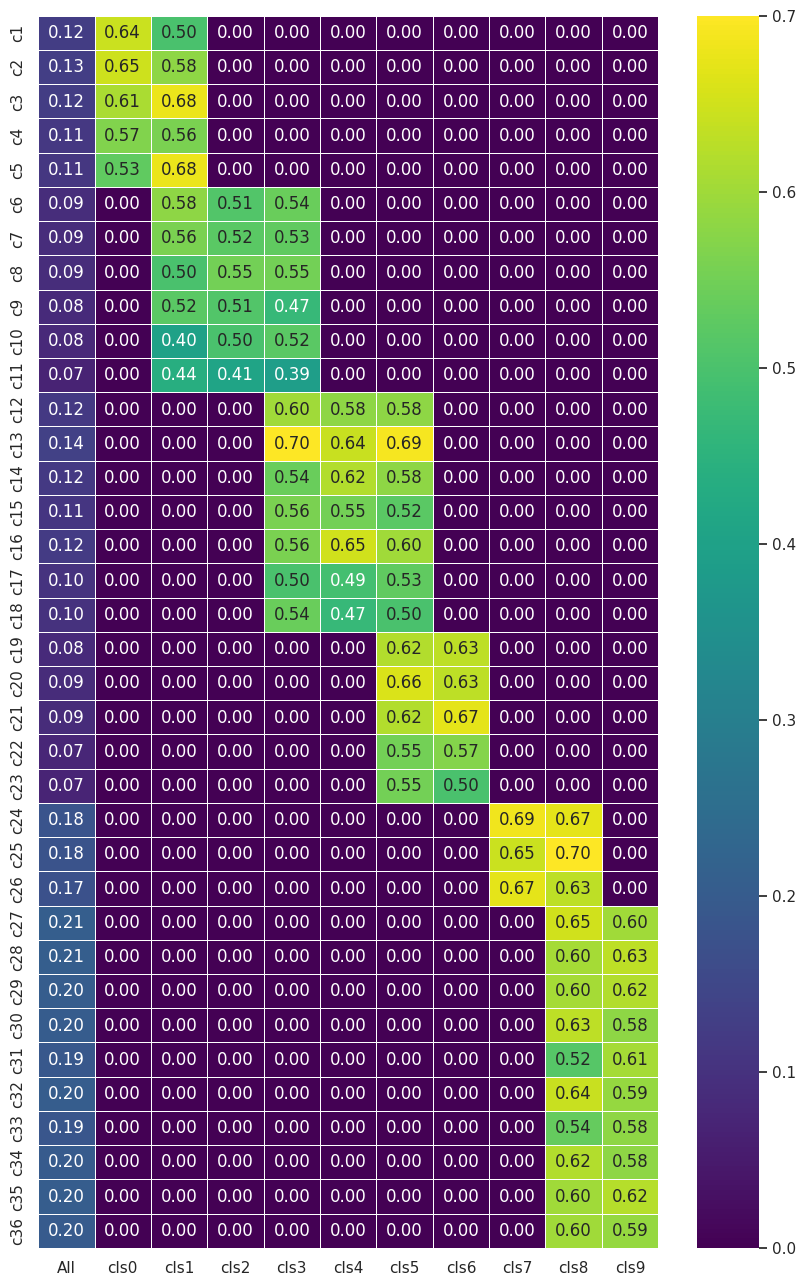 c1 0.12 0.64 0.50 0.00 0.00 0.00 0.00 0.00 0.00 0.00 0.00
c2 0.13 0.65 0.58 0.00 0.00 0.00 0.00 0.00 0.00 0.00 0.00
c3 0.12 0.61 0.68 0.00 0.00 0.00 0.00 0.00 0.00 0.00 0.00
c4 0.11 0.57 0.56 0.00 0.00 0.00 0.00 0.00 0.00 0.00 0.00
c5 0.11 0.53 0.68 0.00 0.00 0.00 0.00 0.00 0.00 0.00 0.00
c6 0.09 0.00 0.58 0.51 0.54 0.00 0.00 0.00 0.00 0.00 0.00
c7 0.09 0.00 0.56 0.52 0.53 0.00 0.00 0.00 0.00 0.00 0.00
c8 0.09 0.00 0.50 0.55 0.55 0.00 0.00 0.00 0.00 0.00 0.00
c9 0.08 0.00 0.52 0.51 0.47 0.00 0.00 0.00 0.00 0.00 0.00
c10 0.08 0.00 0.40 0.50 0.52 0.00 0.00 0.00 0.00 0.00 0.00
c11 0.07 0.00 0.44 0.41 0.39 0.00 0.00 0.00 0.00 0.00 0.00
c12 0.12 0.00 0.00 0.00 0.60 0.58 0.58 0.00 0.00 0.00 0.00
c13 0.14 0.00 0.00 0.00 0.70 0.64 0.69 0.00 0.00 0.00 0.00
c14 0.12 0.00 0.00 0.00 0.54 0.62 0.58 0.00 0.00 0.00 0.00
c15 0.11 0.00 0.00 0.00 0.56 0.55 0.52 0.00 0.00 0.00 0.00
c16 0.12 0.00 0.00 0.00 0.56 0.65 0.60 0.00 0.00 0.00 0.00
c17 0.10 0.00 0.00 0.00 0.50 0.49 0.53 0.00 0.00 0.00 0.00
c18 0.10 0.00 0.00 0.00 0.54 0.47 0.50 0.00 0.00 0.00 0.00
c19 0.08 0.00 0.00 0.00 0.00 0.00 0.62 0.63 0.00 0.00 0.00
c20 0.09 0.00 0.00 0.00 0.00 0.00 0.66 0.63 0.00 0.00 0.00
c21 0.09 0.00 0.00 0.00 0.00 0.00 0.62 0.67 0.00 0.00 0.00
c22 0.07 0.00 0.00 0.00 0.00 0.00 0.55 0.57 0.00 0.00 0.00
c23 0.07 0.00 0.00 0.00 0.00 0.00 0.55 0.50 0.00 0.00 0.00
c24 0.18 0.00 0.00 0.00 0.00 0.00 0.00 0.00 0.69 0.67 0.00
c25 0.18 0.00 0.00 0.00 0.00 0.00 0.00 0.00 0.65 0.70 0.00
c26 0.17 0.00 0.00 0.00 0.00 0.00 0.00 0.00 0.67 0.63 0.00
c27 0.21 0.00 0.00 0.00 0.00 0.00 0.00 0.00 0.00 0.65 0.60
c28 0.21 0.00 0.00 0.00 0.00 0.00 0.00 0.00 0.00 0.60 0.63
c29 0.20 0.00 0.00 0.00 0.00 0.00 0.00 0.00 0.00 0.60 0.62
c30 0.20 0.00 0.00 0.00 0.00 0.00 0.00 0.00 0.00 0.63 0.58
c31 0.19 0.00 0.00 0.00 0.00 0.00 0.00 0.00 0.00 0.52 0.61
c32 0.20 0.00 0.00 0.00 0.00 0.00 0.00 0.00 0.00 0.64 0.59
c33 0.19 0.00 0.00 0.00 0.00 0.00 0.00 0.00 0.00 0.54 0.58
c34 0.20 0.00 0.00 0.00 0.00 0.00 0.00 0.00 0.00 0.62 0.58
c35 0.20 0.00 0.00 0.00 0.00 0.00 0.00 0.00 0.00 0.60 0.62
c36 0.20 0.00 0.00 0.00 0.00 0.00 0.00 0.00 0.00 0.60 0.59
All cls0 cls1 cls2 cls3 cls4 cls5 cls6 cls7 cls8 cls9
0.7
0.6
0.5
0.4
0.3
0.2
0.1
0.0